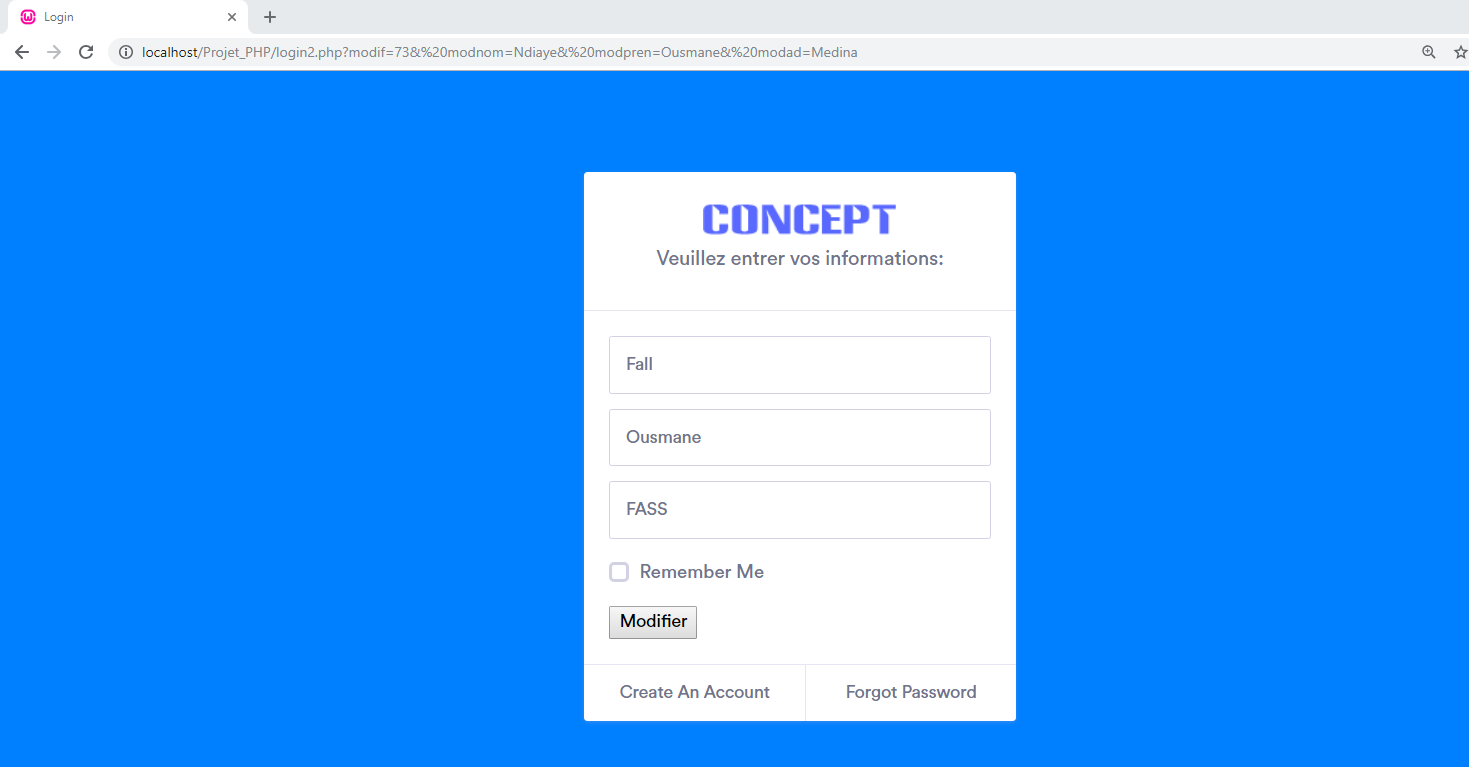 Login
localhost/Projet_PHP/login2.php?modif=73&%20modnom=Ndiaye&%20modpren=Ousmane&%20modad=Medina
CONCEPT
Veuillez entrer vos informations:
Fall
Ousmane
FASS
Remember Me
Modifier
Create An Account
Forgot Password